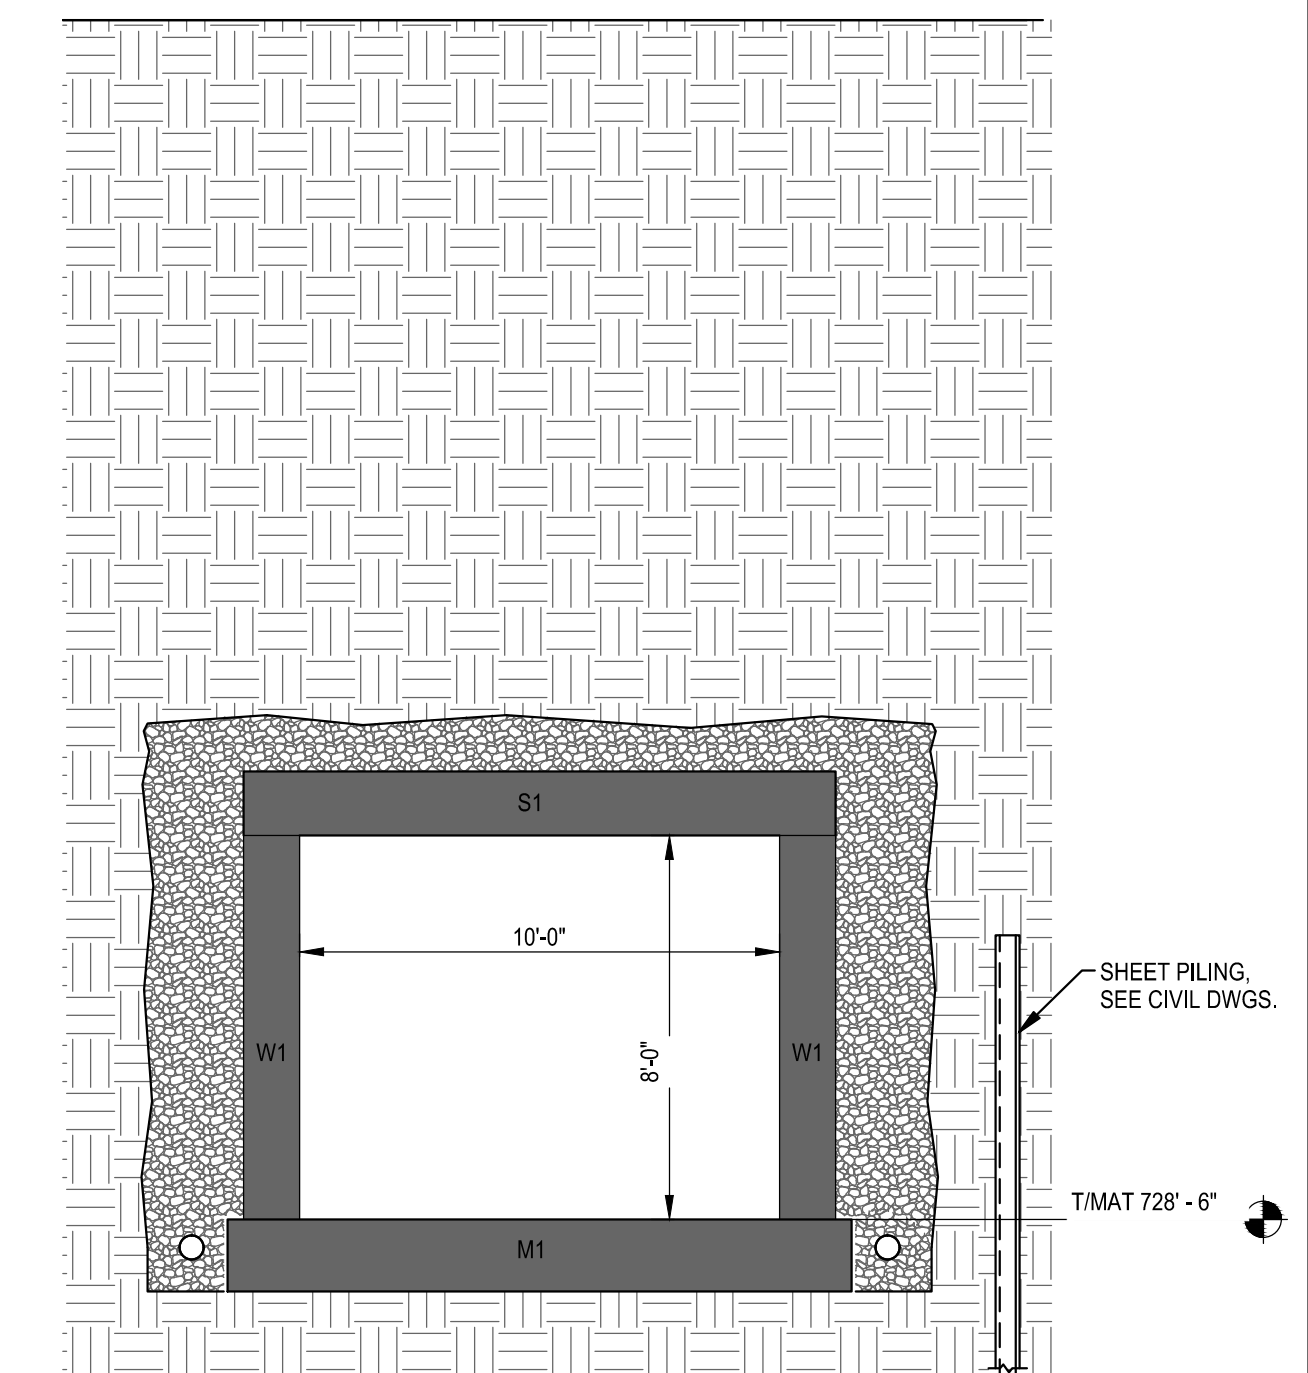 S1
10'-0"
SHEET PILING,
SEE CIVIL DWGS.
W1
8'-0"
W1
T/MAT 728' - 6"
M1